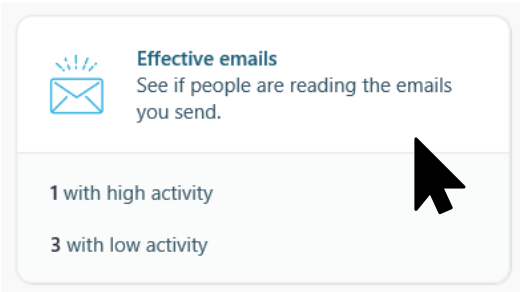 Effective emails
See if people are reading the emails
you send.
1 with high activity
3 with low activity